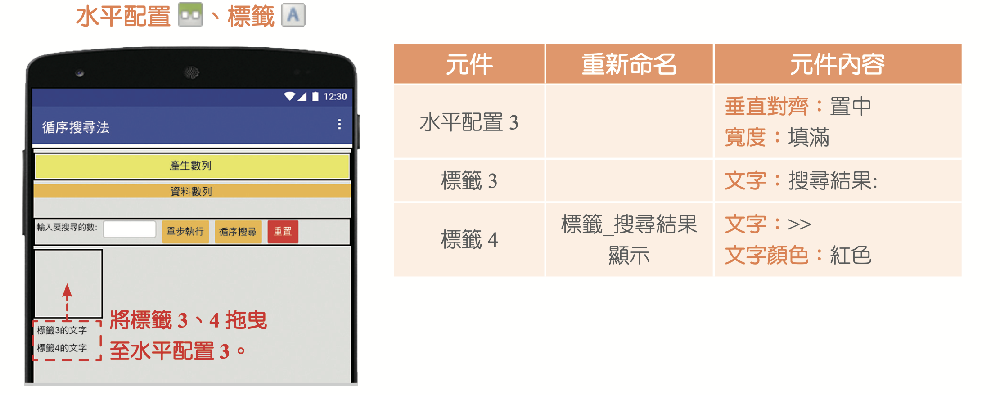 水平配置、標籤 A
12:30
循序搜尋法
產生數列
資料數列
輸入要搜尋的數: 單步執行 循序搜尋 重置
將標籤 3、4 拖曳
至水平配置 3。
標籤3的文字
標籤4的文字
元件 重新命名 元件內容
水平配置 3 垂直對齊：置中
寬度：填滿
標籤 3 文字：搜尋結果:
標籤 4 標籤_搜尋結果
顯示 文字：>>
文字顏色：紅色